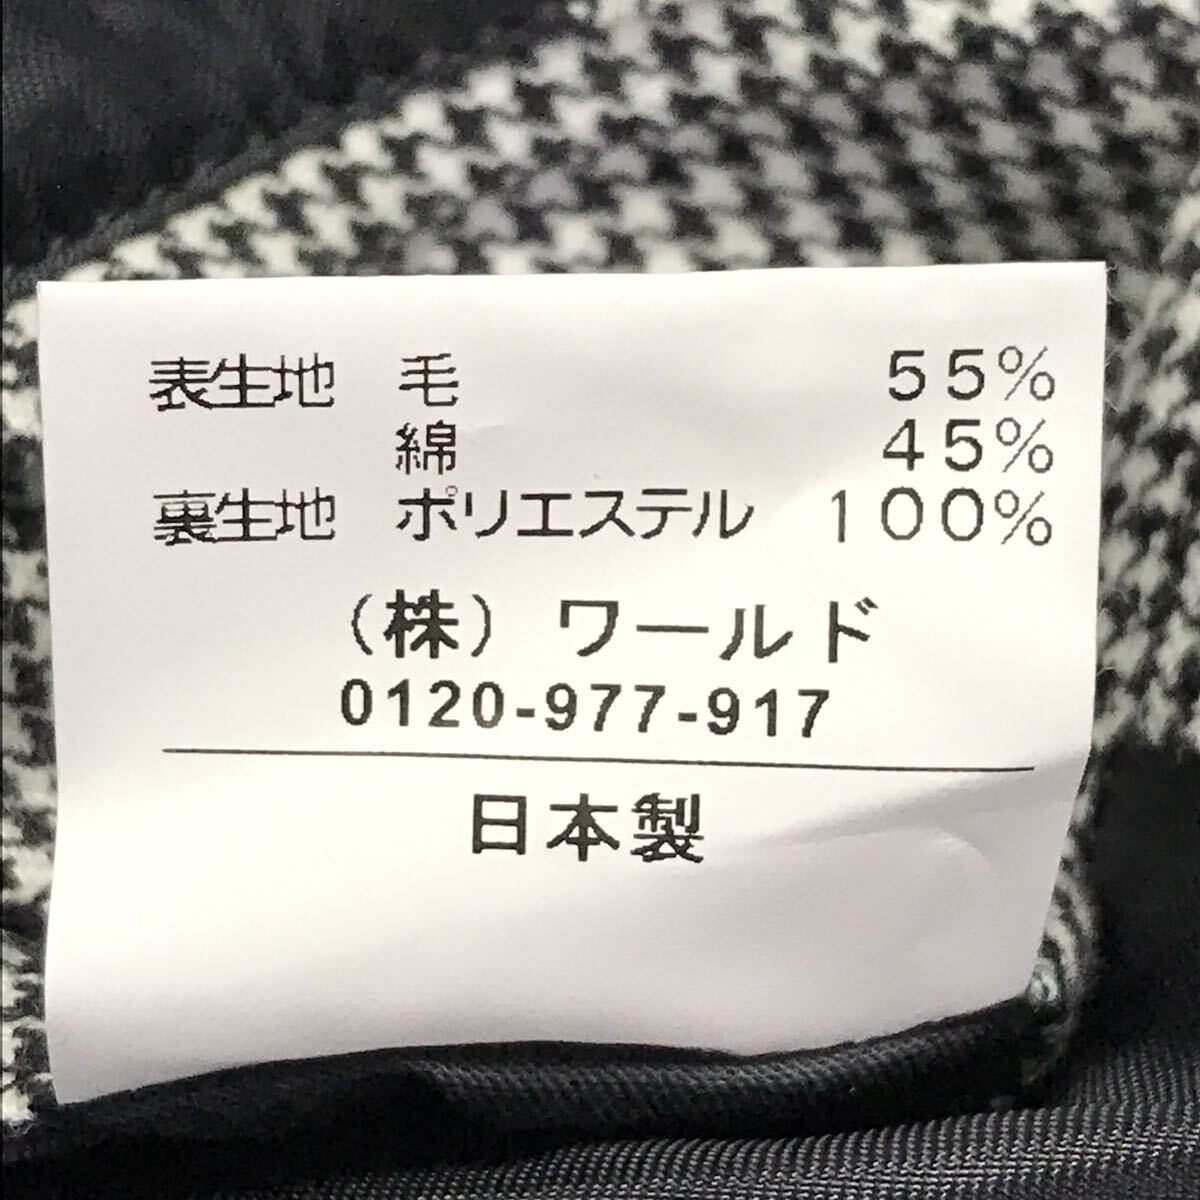 表生地 毛 55%
綿 45%
裏生地 ポリエステル 100%
(株) ワールド
0120-977-917
日本製